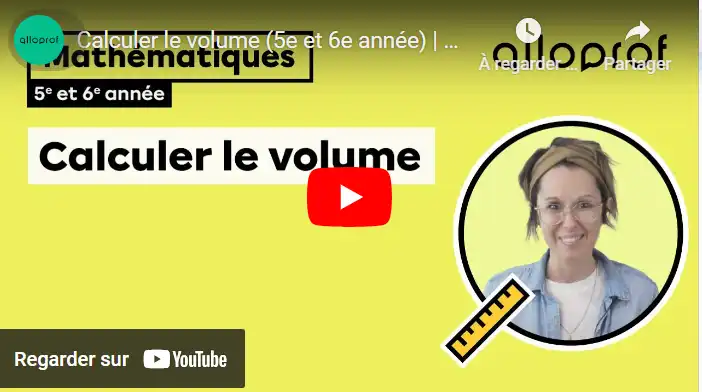 alloprof
Calculer le volume (5e et 6e année) | ...
alloprof
Mathématiques
À regarder ...
Partager
5e et 6e année
Calculer le volume
Regarder sur YouTube